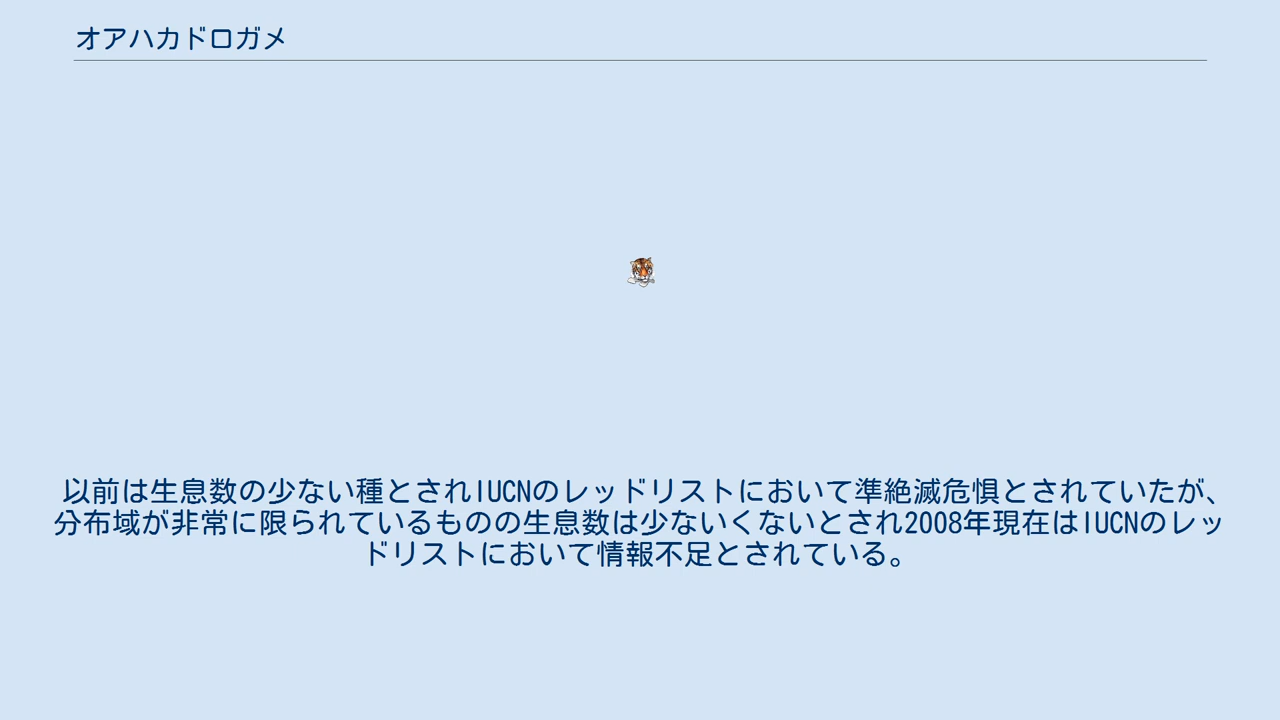 オアハカドロガメ
以前は生息数の少ない種とされIUCNのレッドリストにおいて準絶滅危惧とされていたが、
分布域が非常に限られているものの生息数は少ないくないとされ2008年現在はIUCNのレッ
ドリストにおいて情報不足とされている。